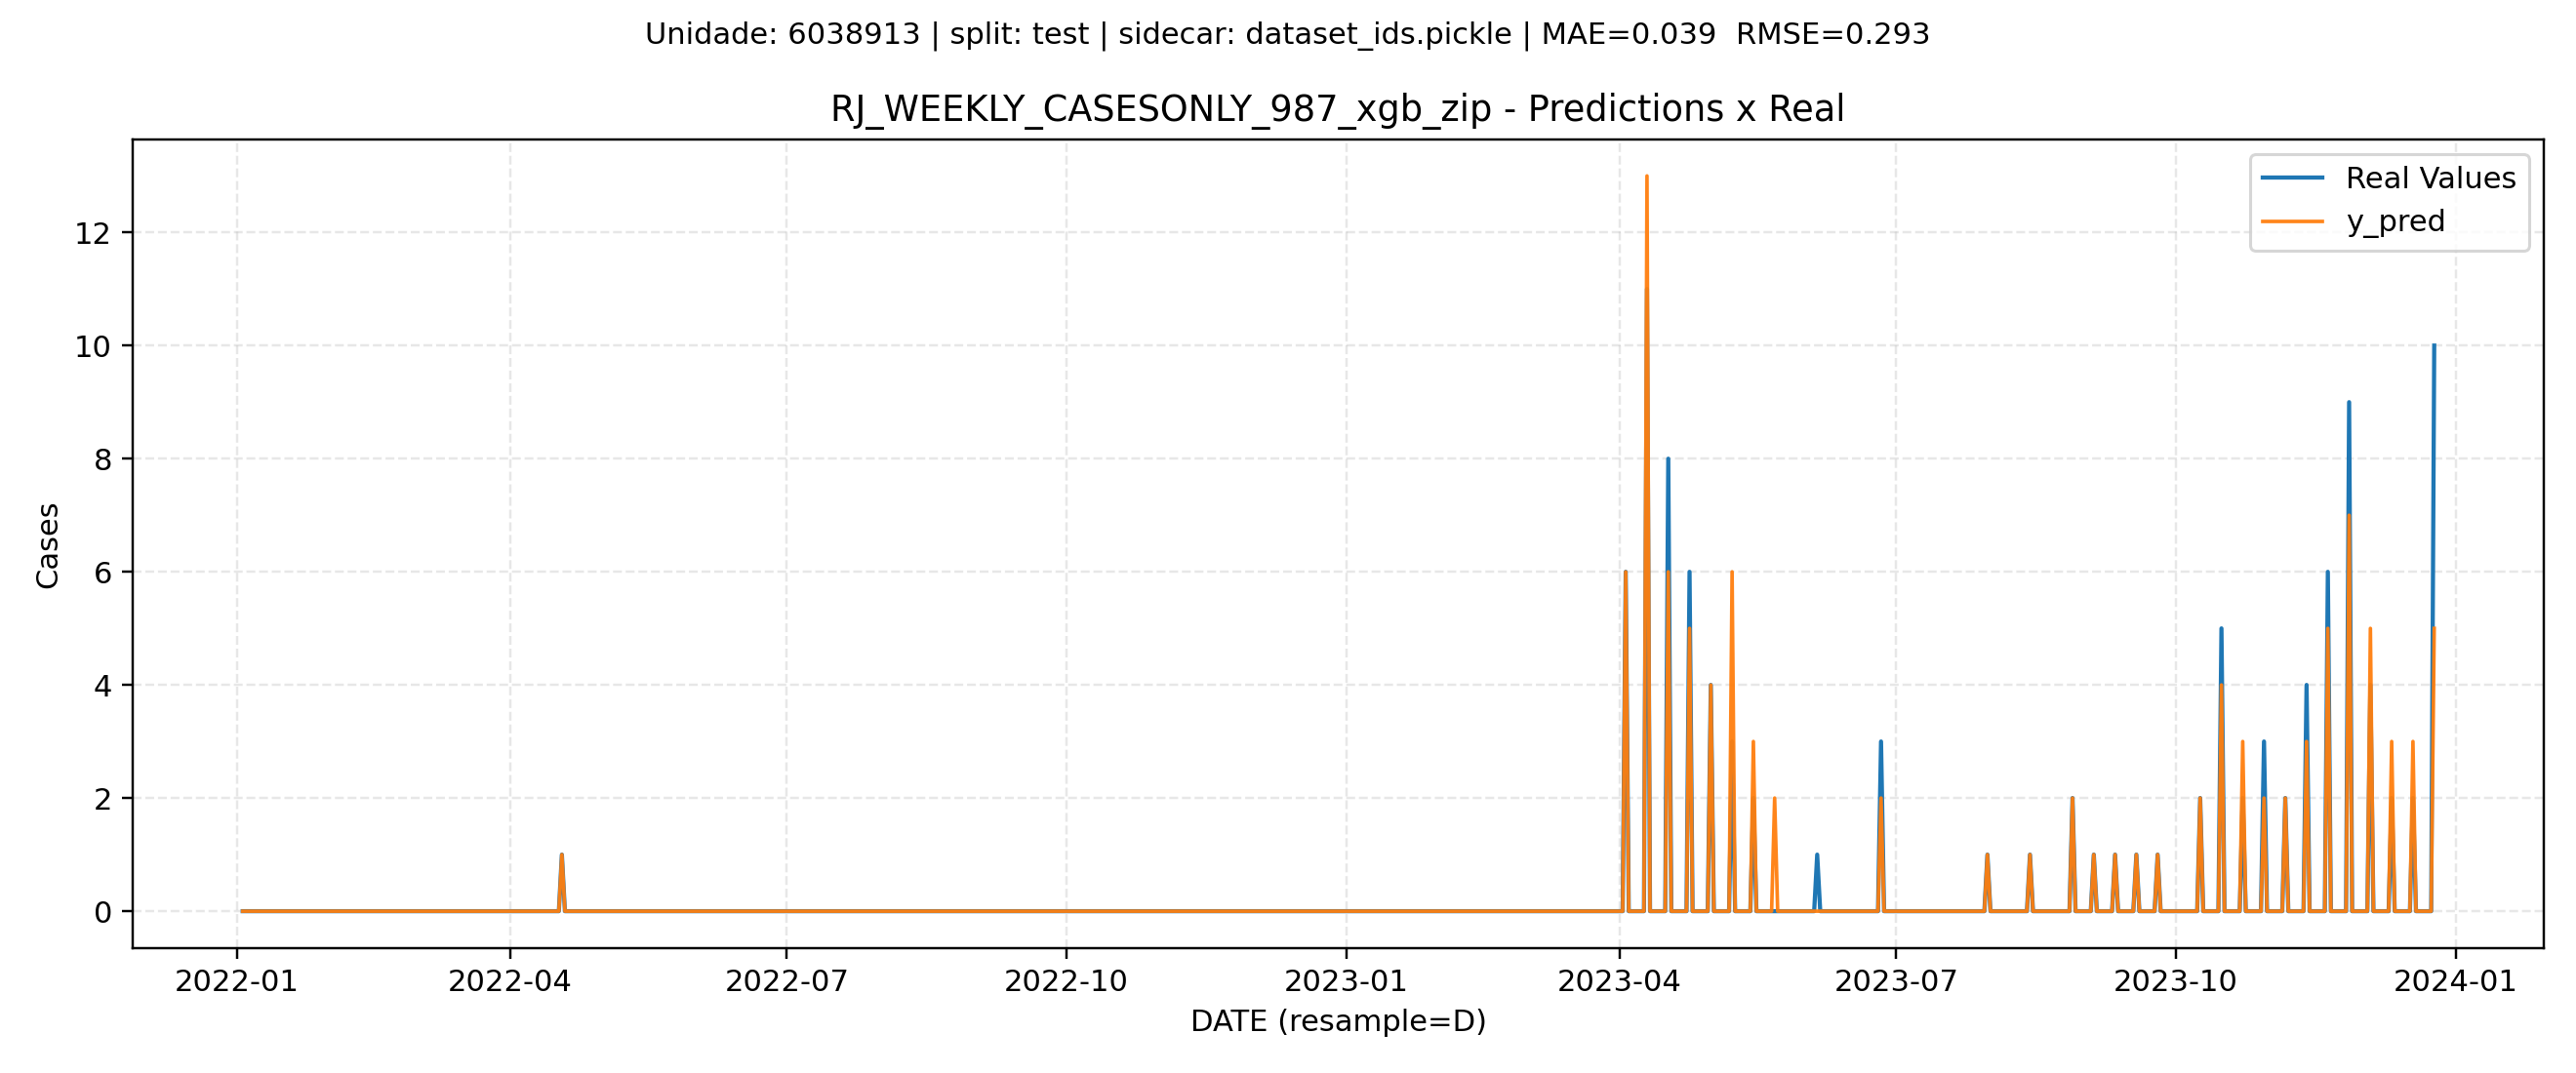 Unidade: 6038913 | split: test | sidecar: dataset_ids.pickle | MAE=0.039  RMSE=0.293
RJ_WEEKLY_CASESONLY_987_xgb_zip - Predictions x Real
Real Values
y_pred
Cases
12
10
8
6
4
2
0
2022-01
2022-04
2022-07
2022-10
2023-01
2023-04
2023-07
2023-10
2024-01
DATE (resample=D)